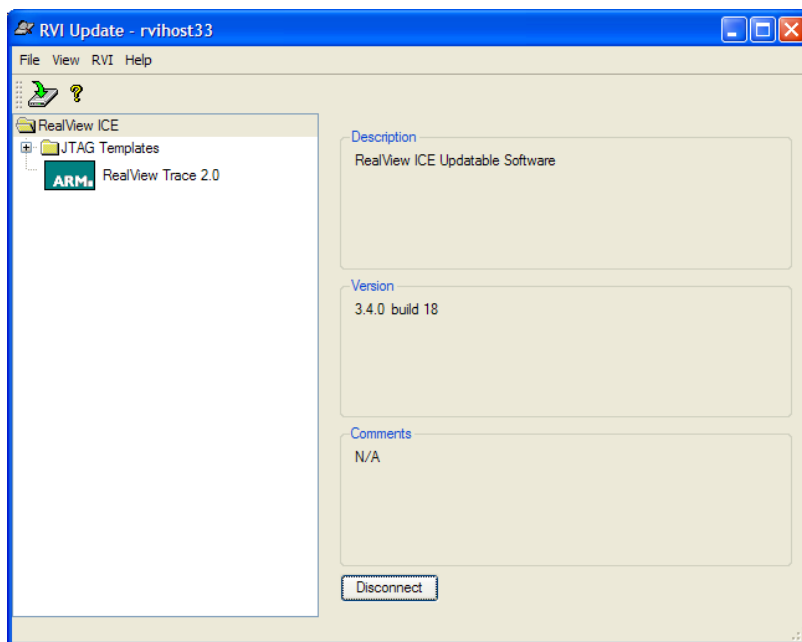 RVI Update - rvihost33
File View RVI Help
RealView ICE
JTAG Templates
ARM. RealView Trace 2.0
Description
RealView ICE Updatable Software
Version
3.4.0 build 18
Comments
N/A
Disconnect